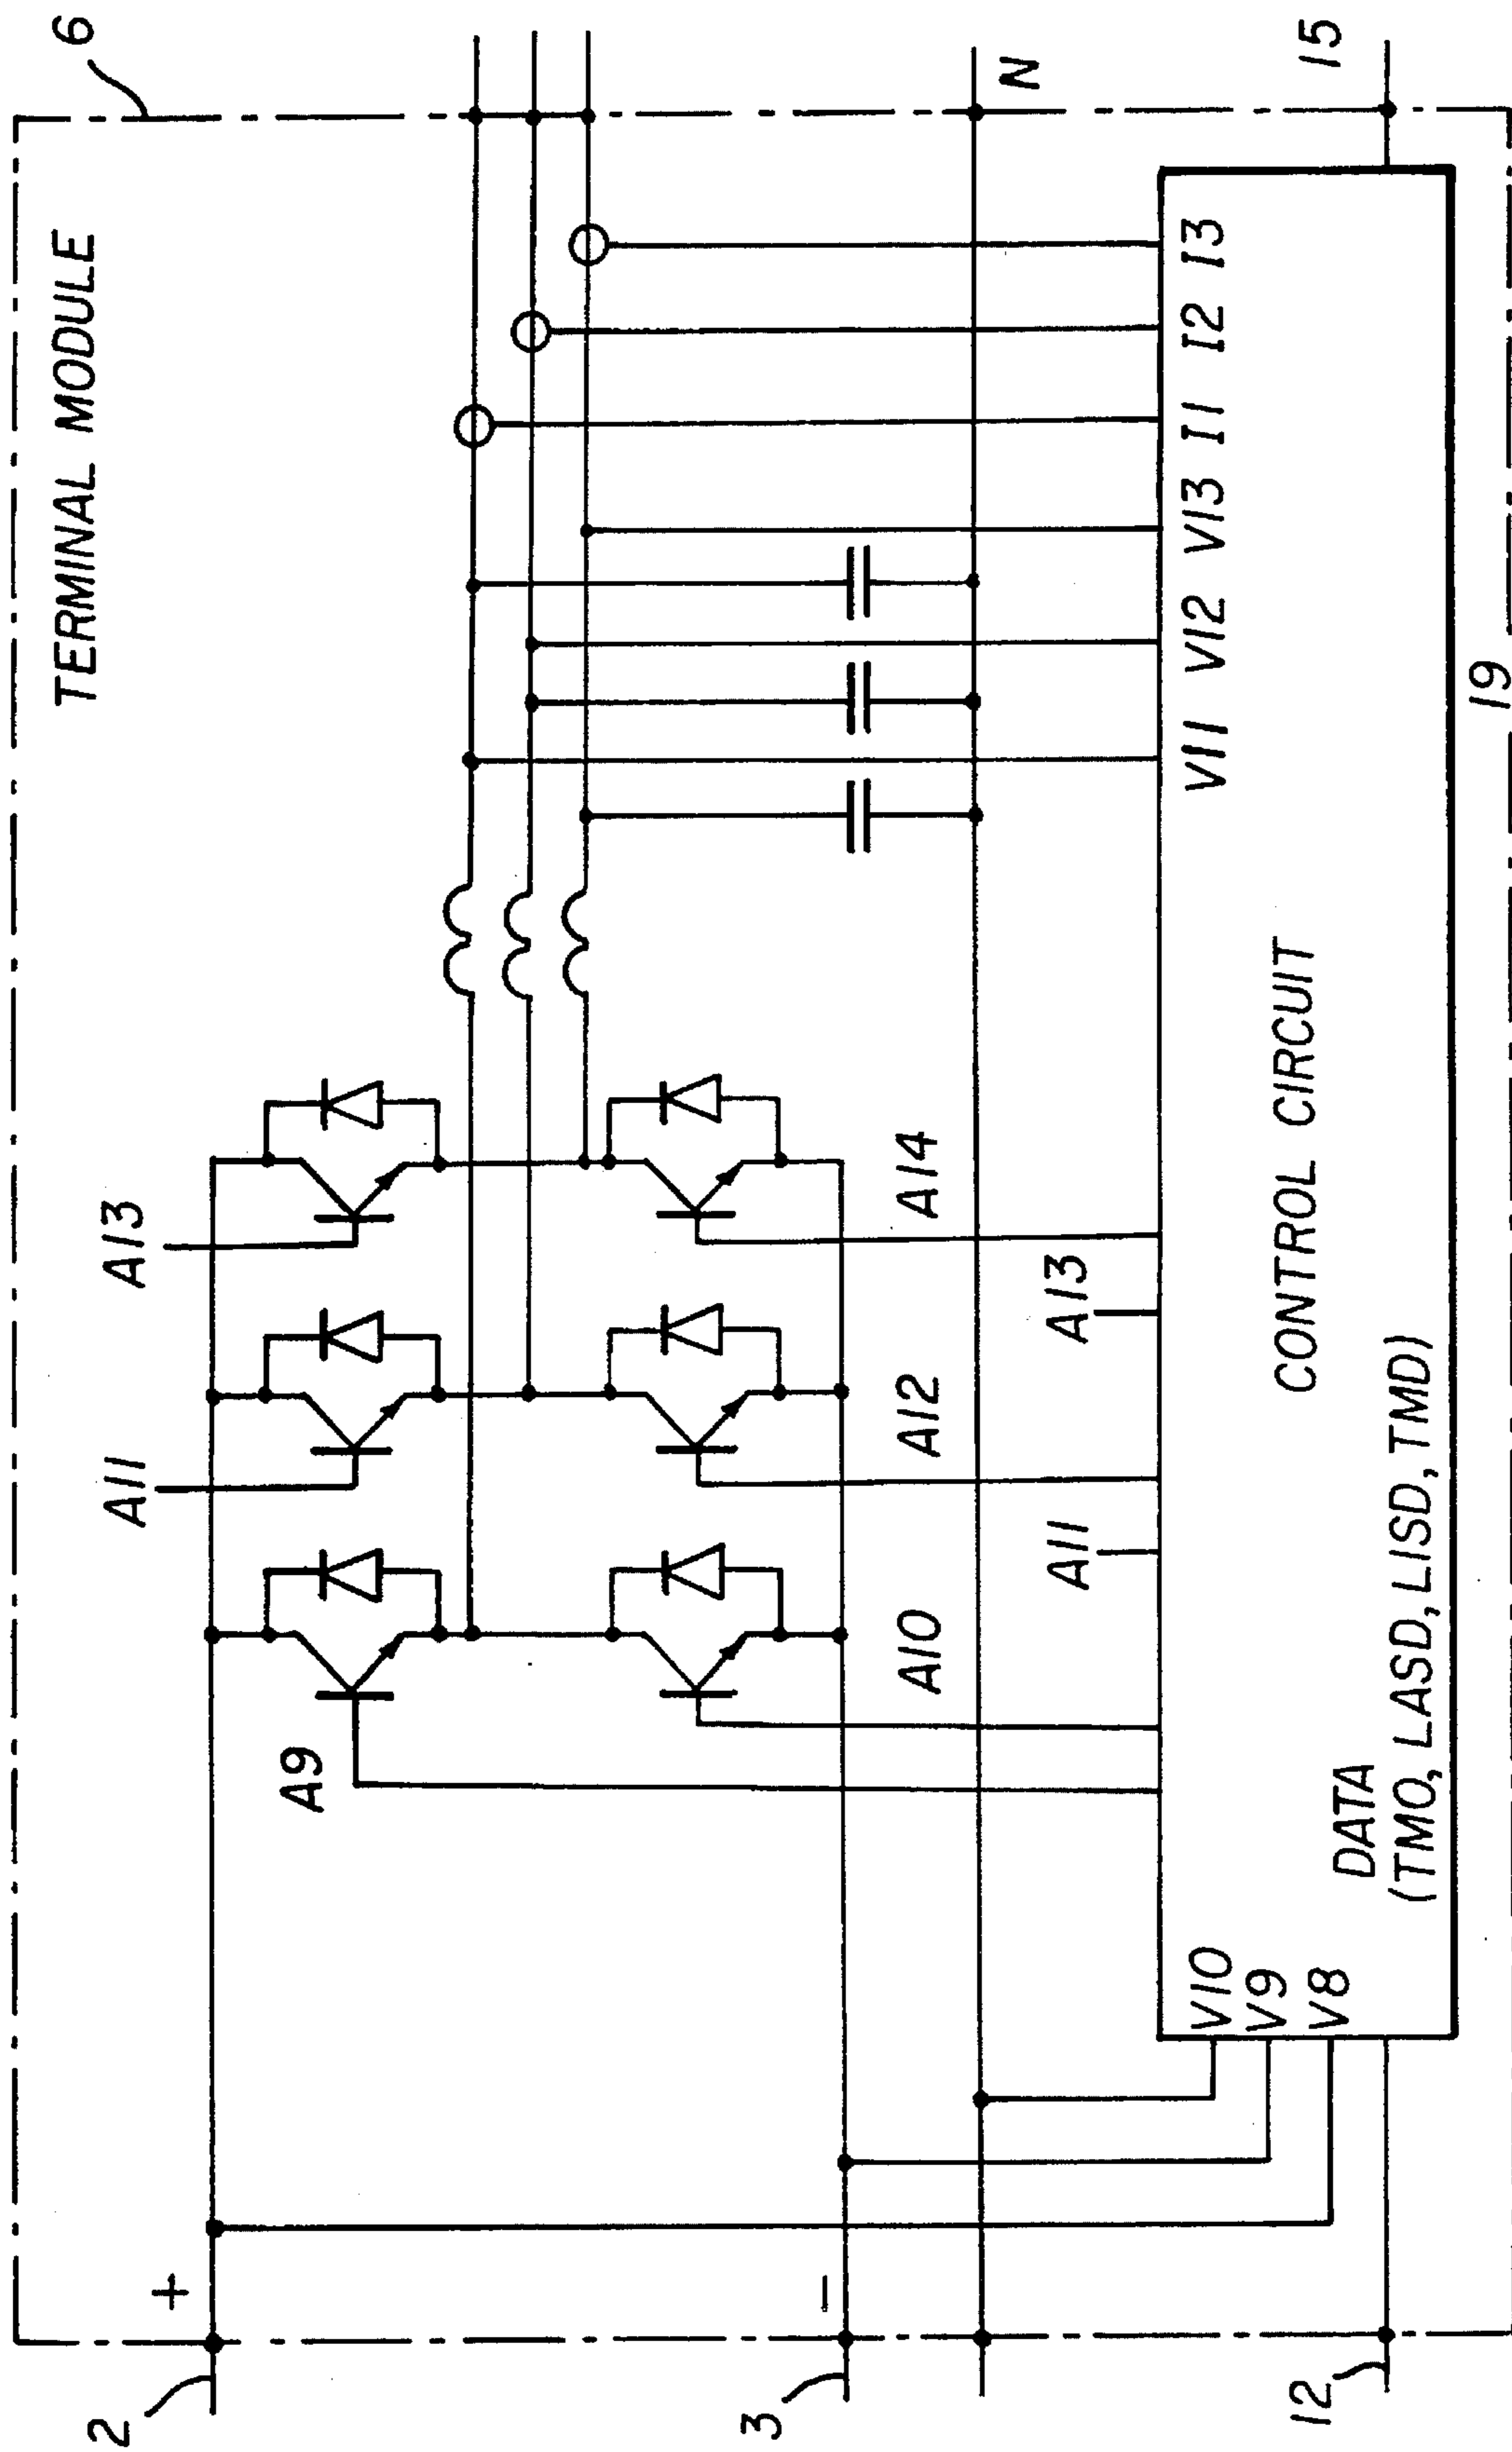 TERMINAL MODULE
6
A13
A11
A9
+
2
A14
A12
A10
−
3
N
A13
A11
V11 V12 V13 I1 I2 I3
V10
V9
V8
CONTROL CIRCUIT
DATA
(TMO, LASD, LISD, TMD)
12
15
19